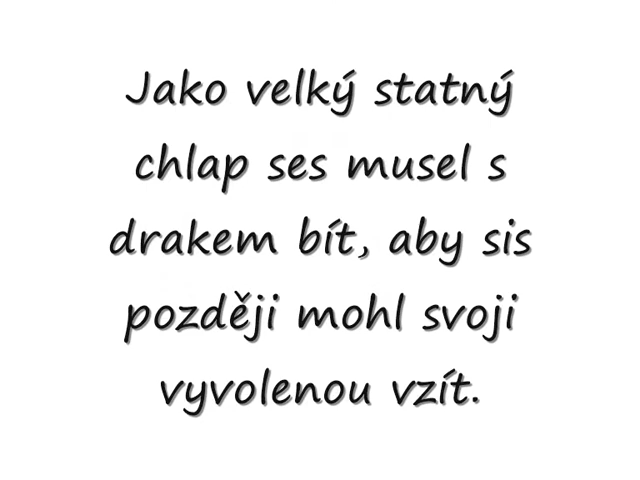 Jako velký statný
chlap ses musel s
drakem bít, aby sis
později mohl svoji
vyvolenou vzít.